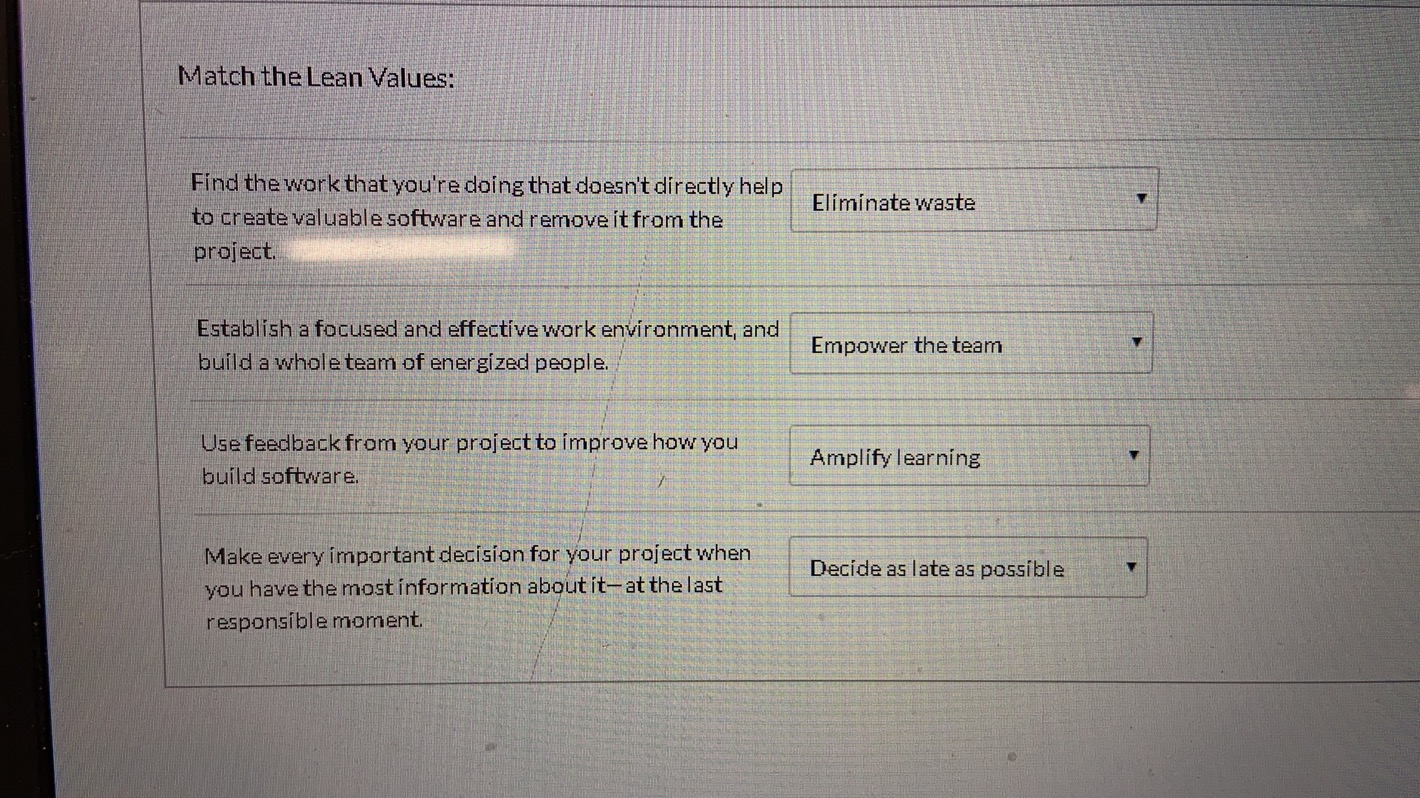 Match the Lean Values:
Find the work that you're doing that doesn't directly help
to create valuable software and remove it from the
project.
Eliminate waste
Establish a focused and effective work environment, and
build a whole team of energized people.
Empower the team
Use feedback from your project to improve how you
build software.
Amplify learning
Make every important decision for your project when
you have the most information about it—at the last
responsible moment.
Decide as late as possible